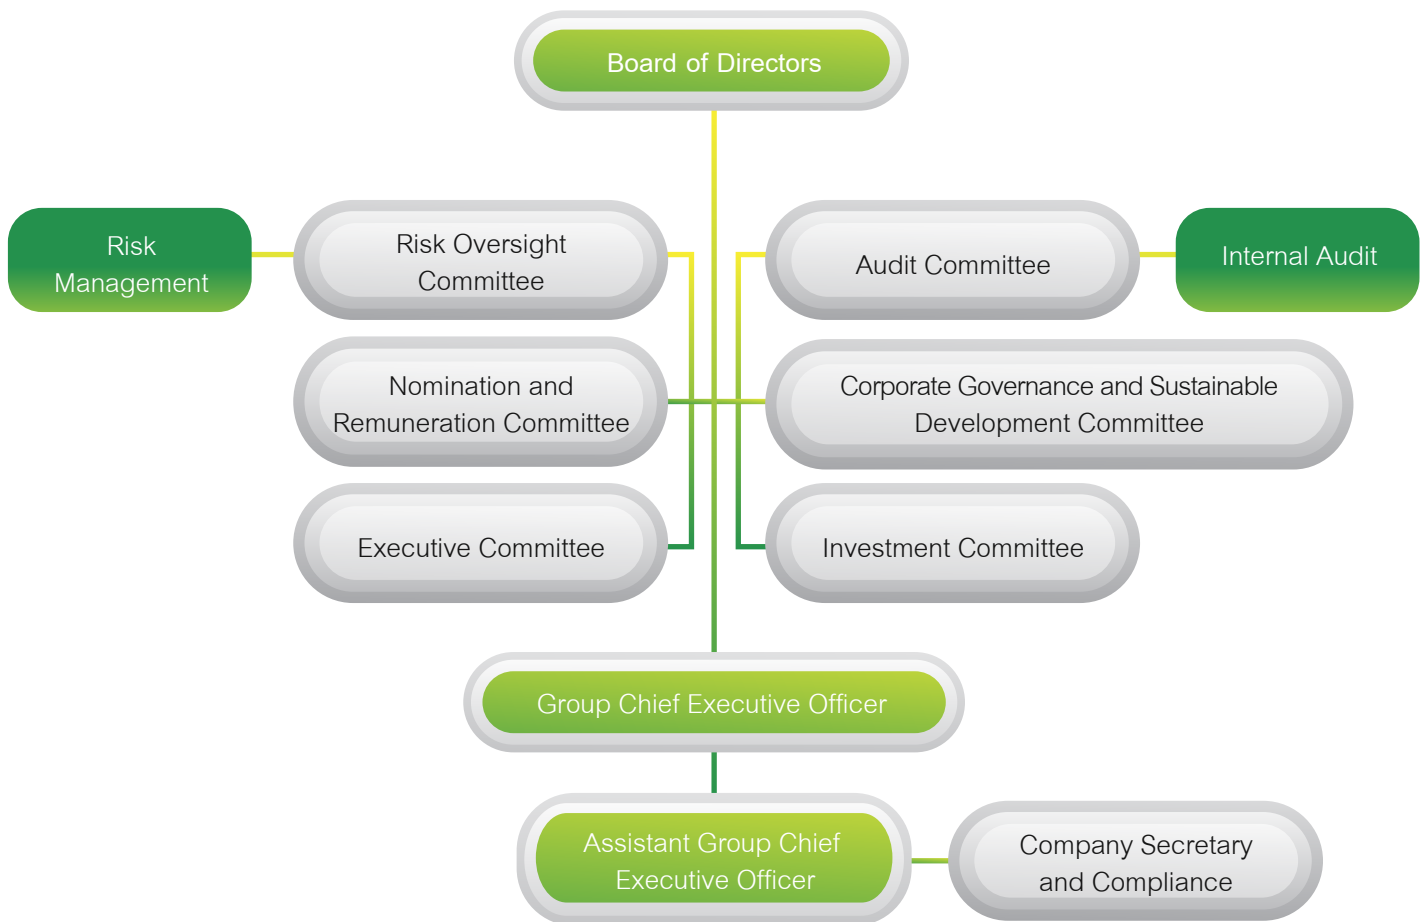 Board of Directors
Risk
Management
Risk Oversight
Committee
Audit Committee
Internal Audit
Nomination and
Remuneration Committee
Corporate Governance and Sustainable
Development Committee
Executive Committee
Investment Committee
Group Chief Executive Officer
Assistant Group Chief
Executive Officer
Company Secretary
and Compliance